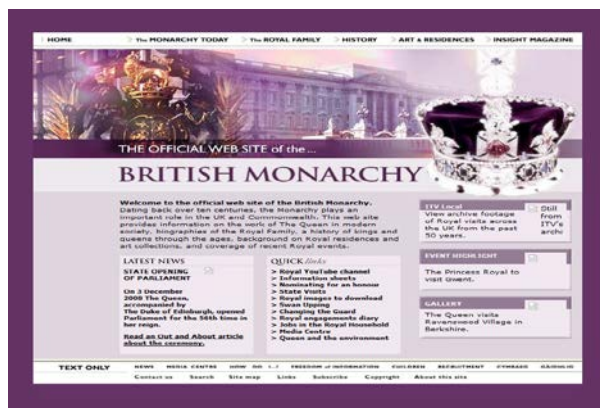 HOME > The MONARCHY TODAY > The ROYAL FAMILY > HISTORY > ART & RESIDENCES > INSIGHT MAGAZINE
THE OFFICIAL WEB SITE of the...
BRITISH MONARCHY
Welcome to the official web site of the British Monarchy.
Dating back over ten centuries, the Monarchy plays an
important role in the UK and Commonwealth. This web site
provides information on the work of The Queen in modern
society, biographies of the Royal Family, a history of kings and
queens through the ages, background on Royal residences and
art collections, and coverage of recent Royal events.
LATEST NEWS
STATE OPENING
OF PARLIAMENT
On 3 December
2008 The Queen,
accompanied by
The Duke of Edinburgh, opened
Parliament for the 56th time in
her reign.
Read an Out and About article
about the ceremony.
QUICK links
> Royal YouTube channel
> Information sheets
> Nominating for an honour
> State Visits
> Royal images to download
> Swan Upping
> Changing the Guard
> Royal engagements diary
> Jobs in the Royal Household
> Media Centre
> Queen and the environment
ITV Local
View archive footage
of Royal visits across
the UK from the past
50 years.
Still
from
ITV's
archi
EVENT HIGHLIGHT
The Princess Royal to
visit Gwent.
GALLERY
The Queen visits
Ravenswood Village in
Berkshire.
TEXT ONLY
NEWS MEDIA CENTRE HOW DO I...? FREEDOM of INFORMATION CHILDREN RECRUITMENT CYMRAEG GÀIDHLIG
Contact us Search Site map Links Subscribe Copyright About this site